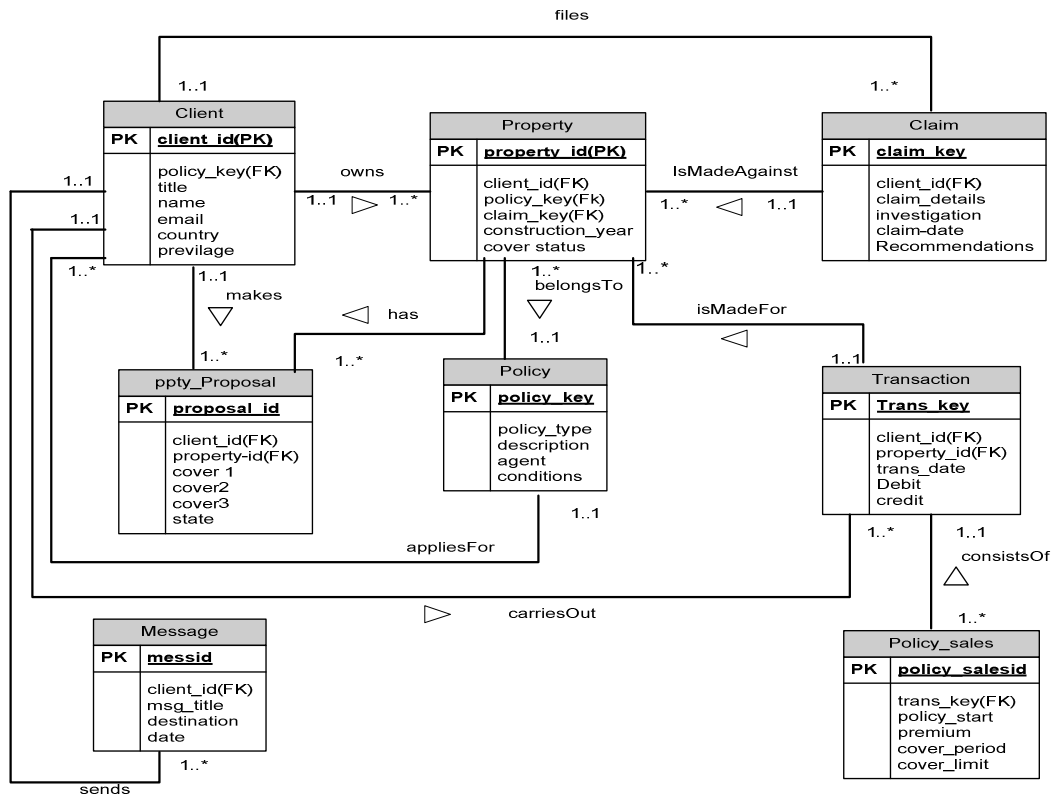 files
1..1
1..*
Client
PK client_id(PK)
policy_key(FK)
title
name
email
country
previlage
Property
PK property_id(PK)
client_id(FK)
policy_key(Fk)
claim_key(FK)
construction_year
cover status
Claim
PK claim_key
client_id(FK)
claim_details
investigation
claim-date
Recommendations
owns
1..1
1..*
IsMadeAgainst
1..*
1..1
1..1
1..1
1..*
1..1
makes
1..*
has
1..*
1..*
belongsTo
1..1
1..*
isMadeFor
1..1
ppty_Proposal
PK proposal_id
client_id(FK)
property-id(FK)
cover 1
cover2
cover3
state
Policy
PK policy_key
policy_type
description
agent
conditions
Transaction
PK Trans_key
client_id(FK)
property_id(FK)
trans_date
Debit
credit
1..1
appliesFor
1..*
1..1
consistsOf
1..*
carriesOut
Message
PK messid
client_id(FK)
msg_title
destination
date
1..*
sends
Policy_sales
PK policy_salesid
trans_key(FK)
policy_start
premium
cover_period
cover_limit